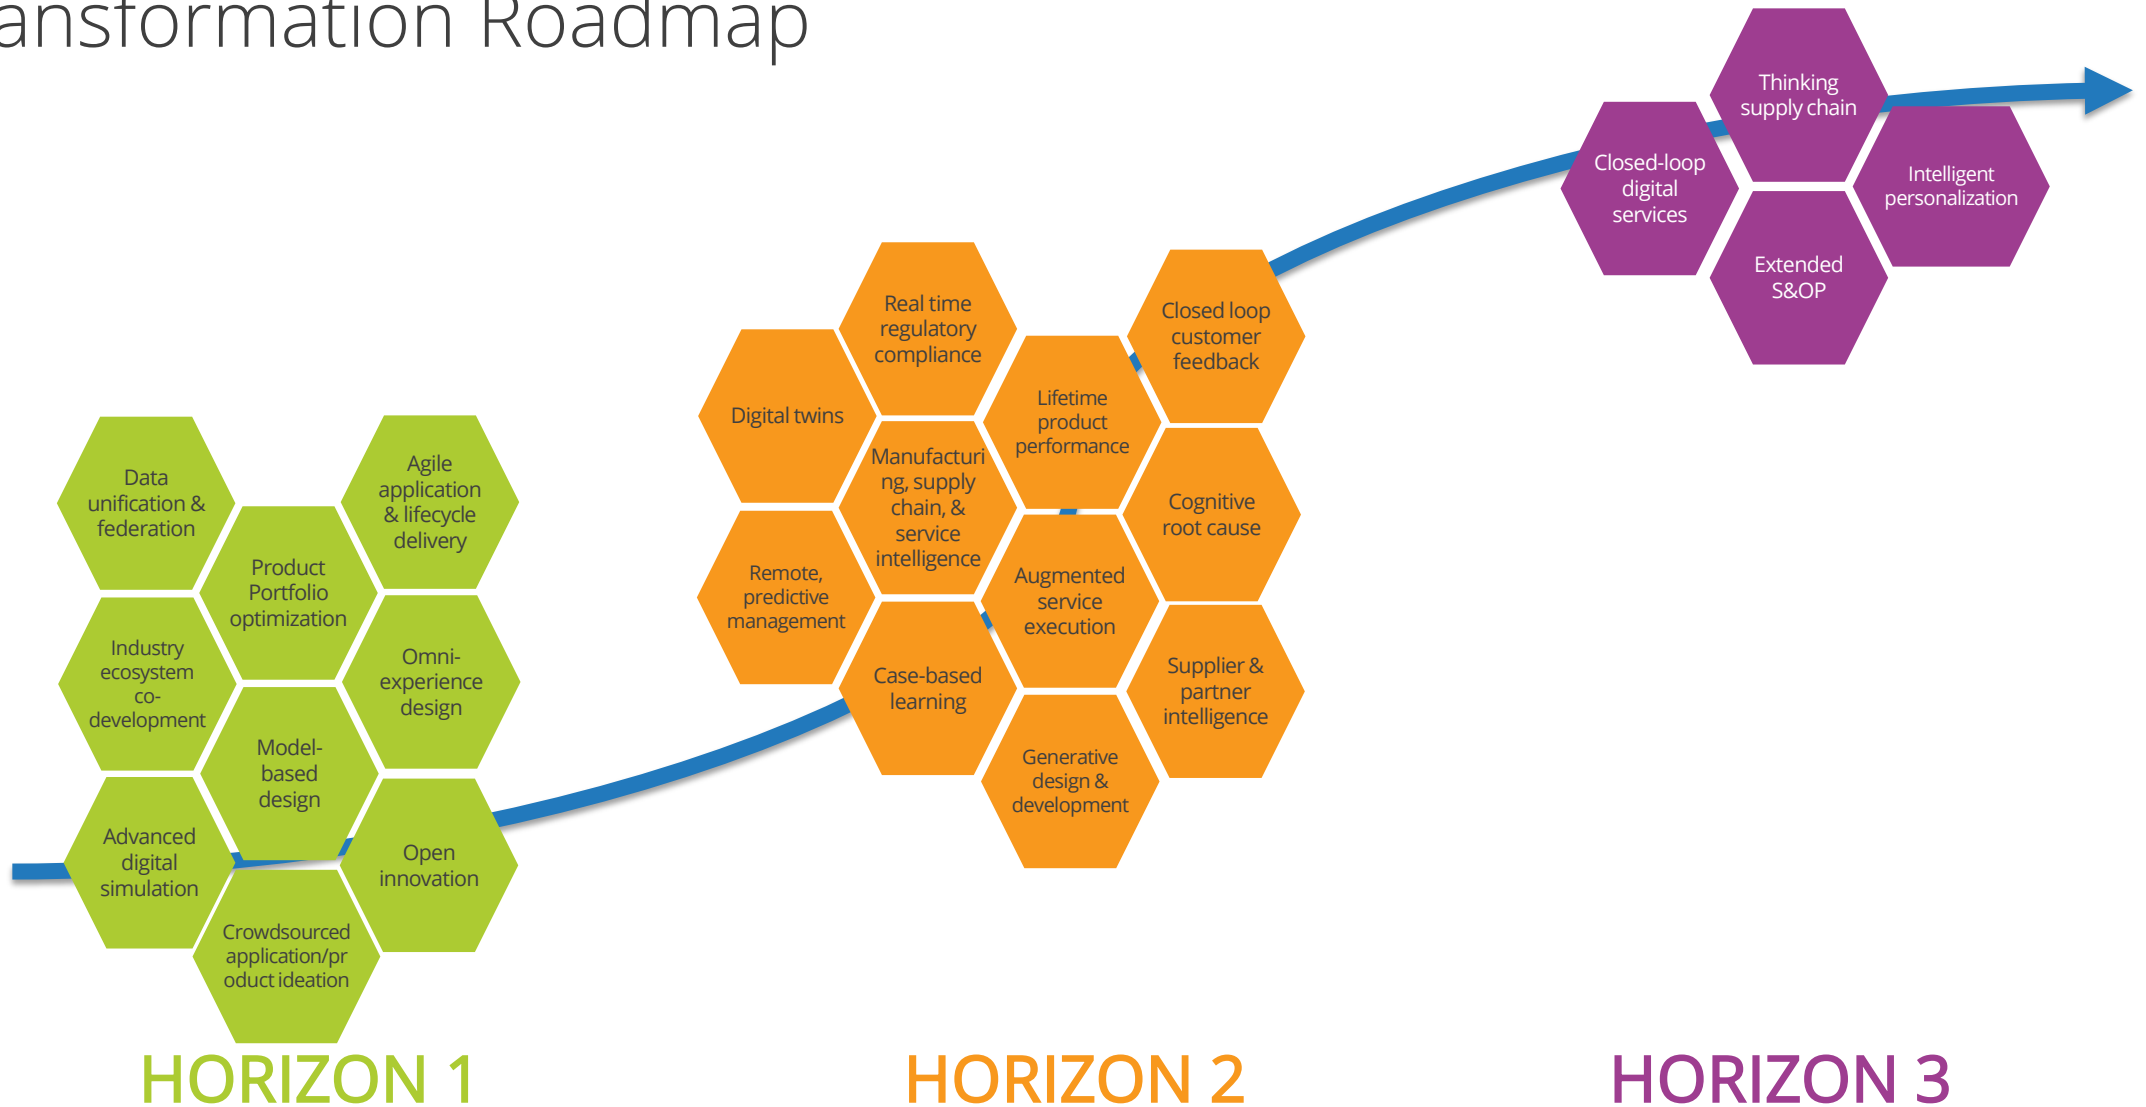 ansformation Roadmap
Data
unification &
federation
Agile
application
& lifecycle
delivery
Product
Portfolio
optimization
Industry
ecosystem
co-
development
Omni-
experience
design
Model-
based
design
Advanced
digital
simulation
Open
innovation
Crowdsourced
application/pr
oduct ideation
HORIZON 1
Real time
regulatory
compliance
Closed loop
customer
feedback
Digital twins
Lifetime
product
performance
Manufacturi
ng, supply
chain, &
service
intelligence
Cognitive
root cause
Remote,
predictive
management
Augmented
service
execution
Case-based
learning
Supplier &
partner
intelligence
Generative
design &
development
HORIZON 2
Thinking
supply chain
Closed-loop
digital
services
Intelligent
personalization
Extended
S&OP
HORIZON 3